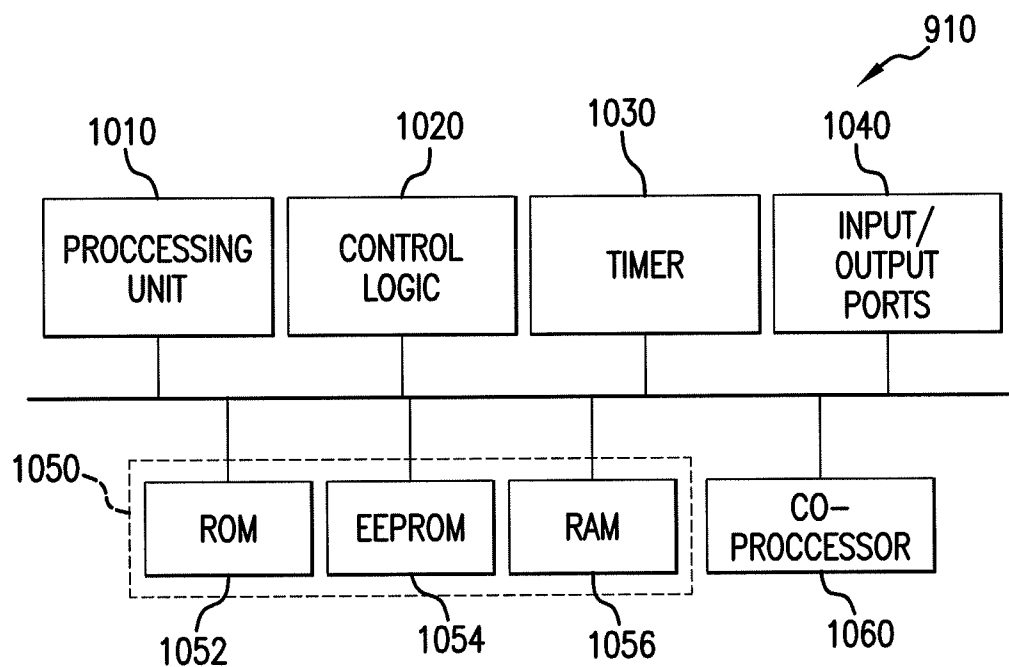 910
1010
1020
1030
1040
PROCCESSING
UNIT
CONTROL
LOGIC
TIMER
INPUT/
OUTPUT
PORTS
1050
ROM
EEPROM
RAM
CO-
PROCCESSOR
1052
1054
1056
1060